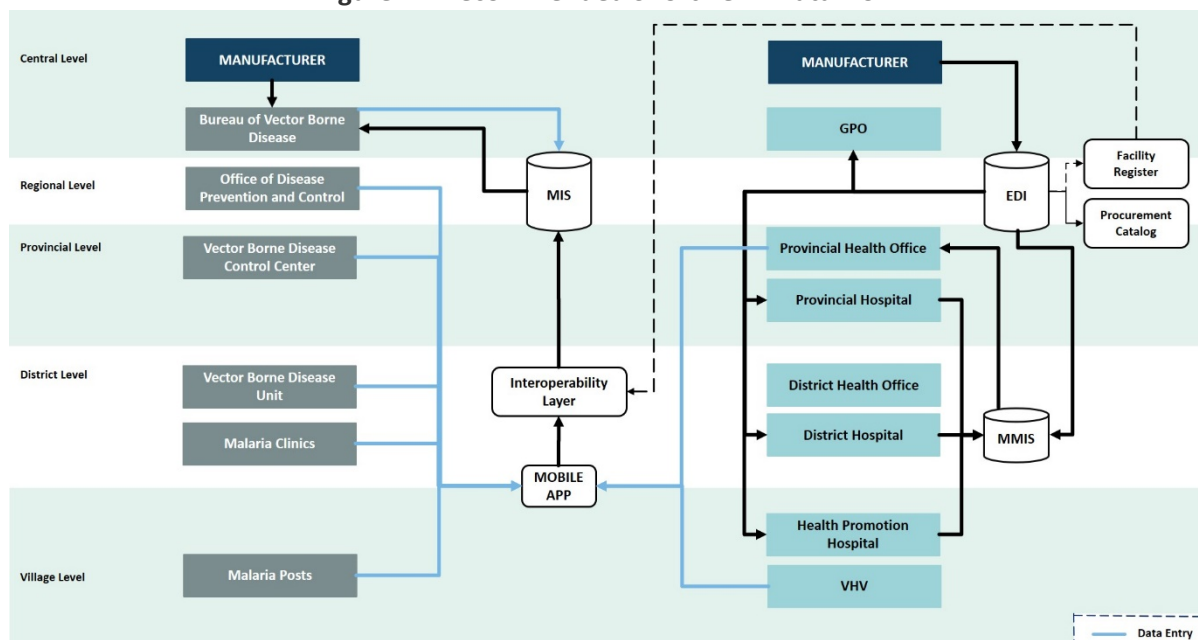 Central Level
MANUFACTURER
MANUFACTURER
Bureau of Vector Borne
Disease
GPO
Facility
Register
Regional Level
Office of Disease
Prevention and Control
MIS
EDI
Procurement
Catalog
Provincial Level
Vector Borne Disease
Control Center
Provincial Health Office
Provincial Hospital
District Level
Vector Borne Disease
Unit
Interoperability
Layer
District Health Office
Malaria Clinics
District Hospital
MMIS
MOBILE
APP
Health Promotion
Hospital
Village Level
Malaria Posts
VHV
Data Entry